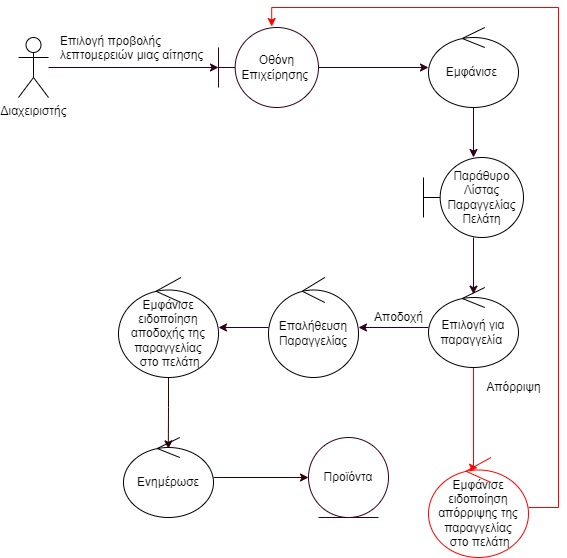 Επιλογή προβολής
λεπτομερειών μιας αίτησης
Διαχειριστής
Οθόνη
Επιχείρησης
Εμφάνισε
Παράθυρο
Λίστας
Παραγγελίας
Πελάτη
Επιλογή για
παραγγελία
Αποδοχή
Επαλήθευση
Παραγγελίας
Εμφάνισε
ειδοποίηση
αποδοχής της
παραγγελίας
στο πελάτη
Απόρριψη
Ενημέρωσε
Προϊόντα
Εμφάνισε
ειδοποίηση
απόρριψης της
παραγγελίας
στο πελάτη